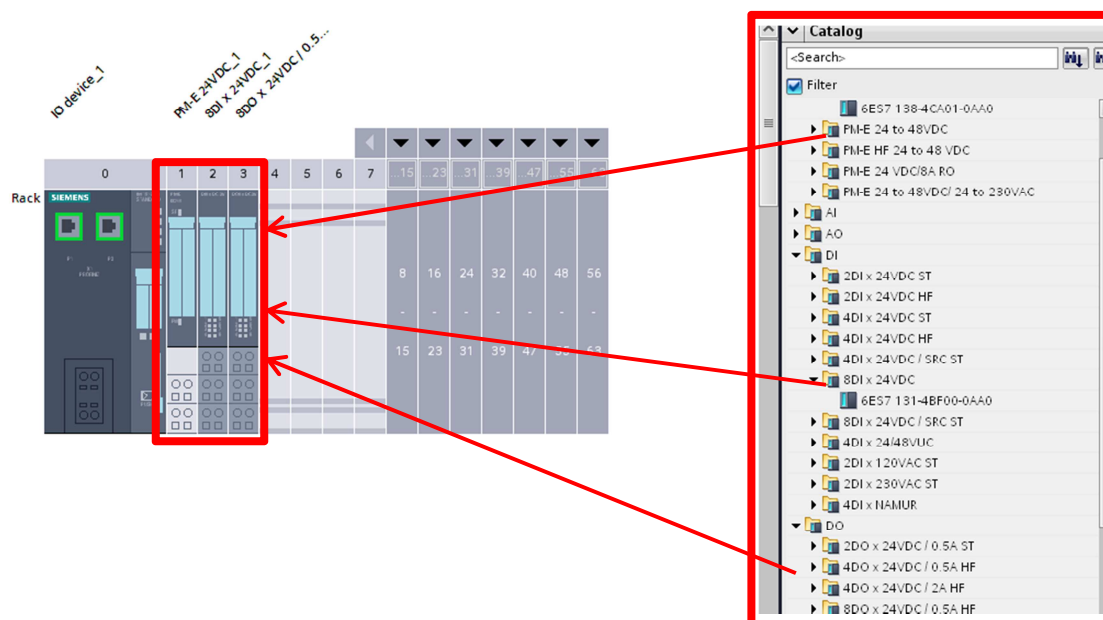 IO device_1
PM-E 24VDC_1
8DI X 24VDC_1
8DO X 24VDC / 0.5...
0 1 2 3 4 5 6 7 ...15 ...23 ...31 ...39 ...47 ...55 ...63
Rack
SIEMENS
8 16 24 32 40 48 56
- - - - - - -
15 23 31 39 47 55 63
Catalog
<Search>
Filter
6ES7 138-4CA01-0AA0
PM-E 24 to 48VDC
PM-E HF 24 to 48 VDC
PM-E 24 VDC/8A RO
PM-E 24 to 48VDC/ 24 to 230VAC
AI
AO
DI
2DI x 24VDC ST
2DI x 24VDC HF
4DI x 24VDC ST
4DI x 24VDC HF
4DI x 24VDC / SRC ST
8DI x 24VDC
6ES7 131-4BF00-0AA0
8DI x 24VDC / SRC ST
4DI x 24/48VUC
2DI x 120VAC ST
2DI x 230VAC ST
4DI x NAMUR
DO
2DO x 24VDC / 0.5A ST
4DO x 24VDC / 0.5A HF
4DO x 24VDC / 2A HF
8DO x 24VDC / 0.5A HF